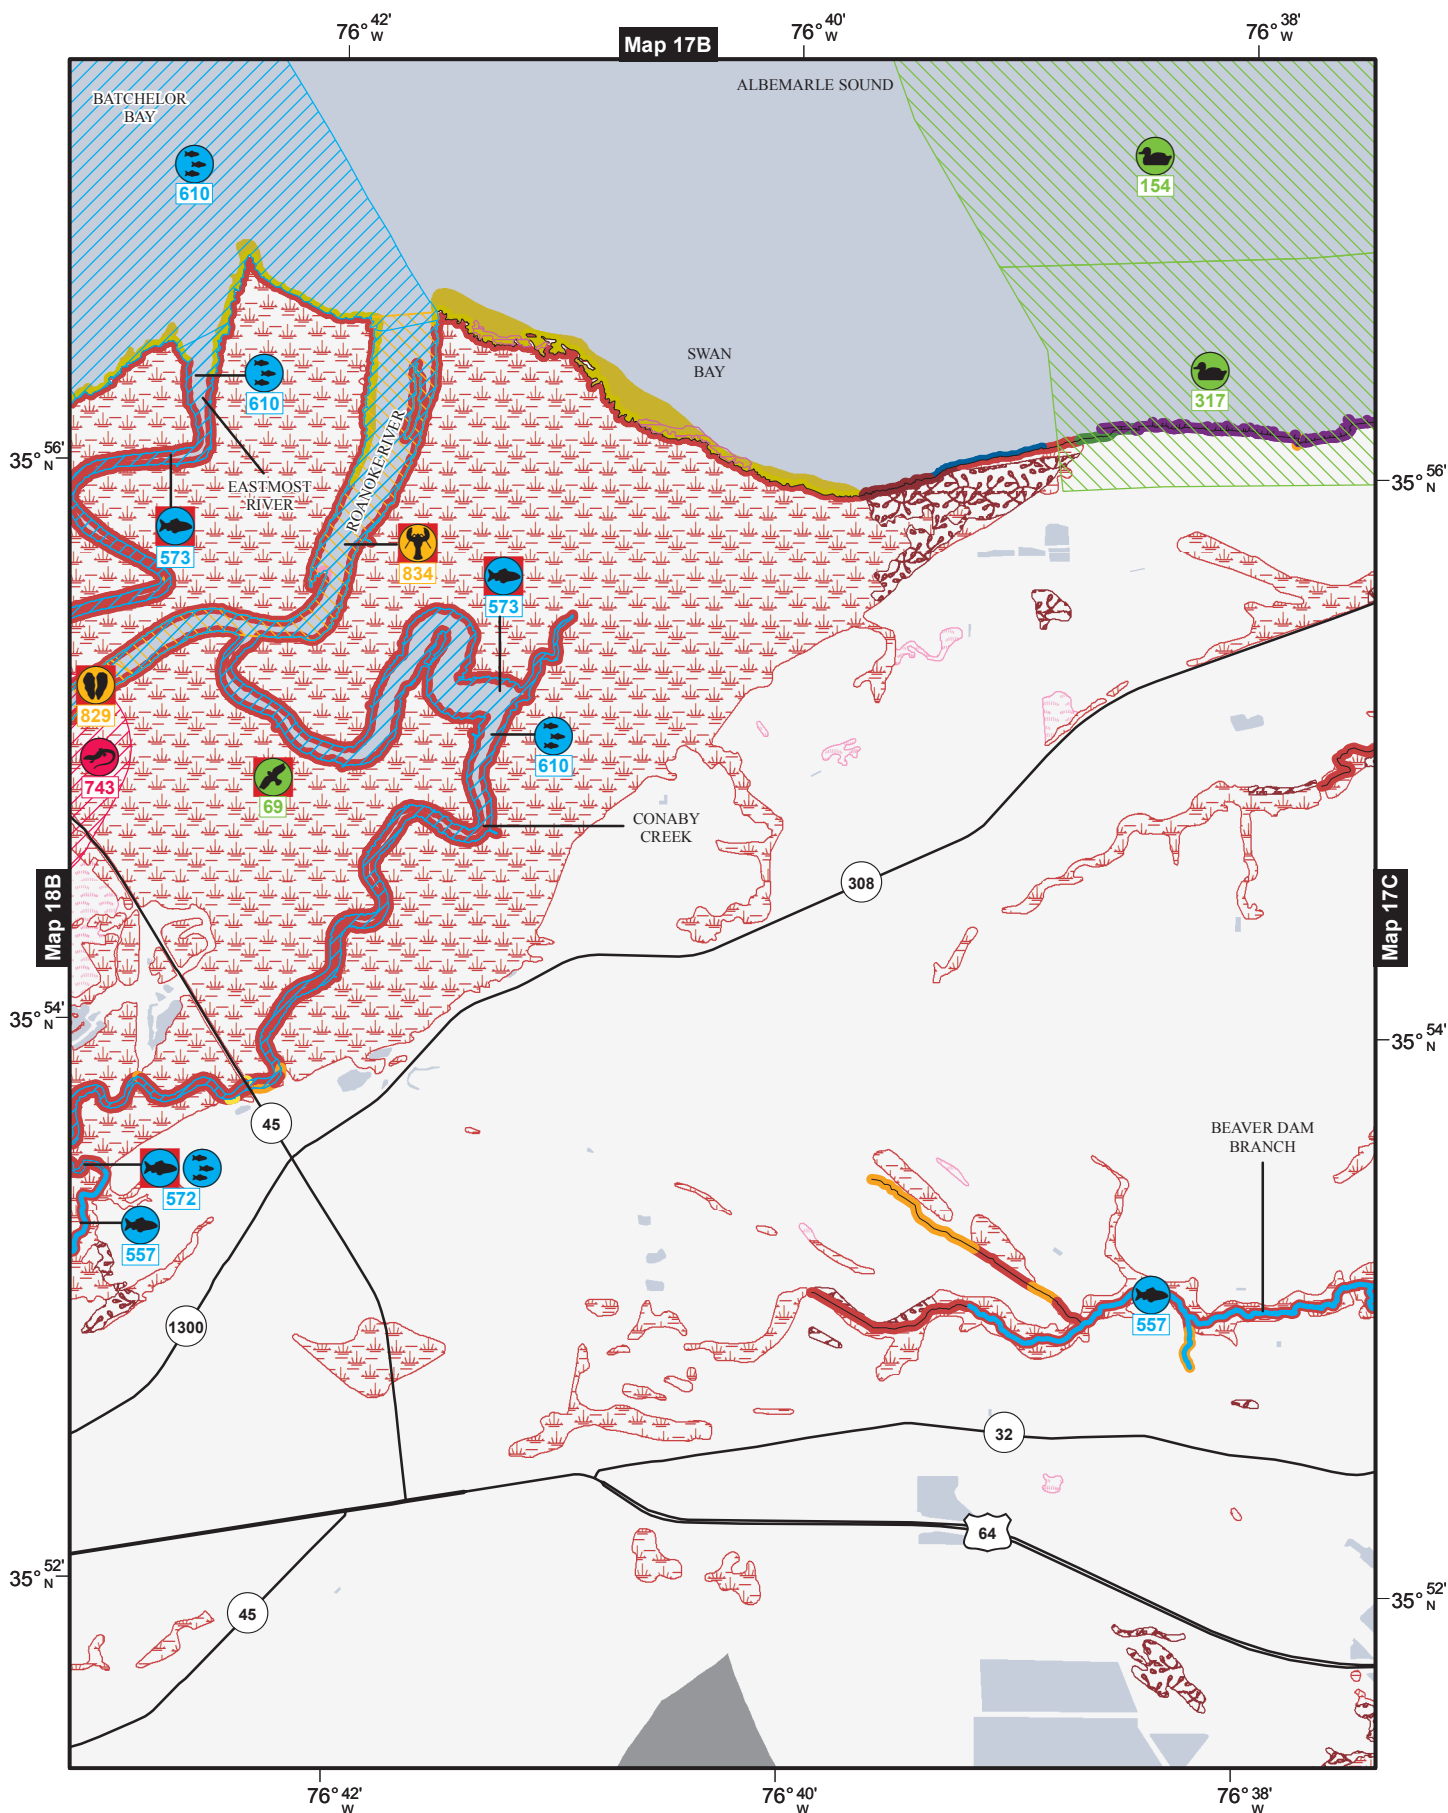 76° 42' W
76° 40' W
76° 38' W
Map 17B
BATCHELOR
BAY
ALBEMARLE SOUND
610
154
SWAN
BAY
610
317
ROANOKE RIVER
35° 56' N
35° 56' N
EASTMOST
RIVER
573
834
573
829
743
69
610
CONABY
CREEK
308
Map 18B
Map 17C
35° 54' N
35° 54' N
45
BEAVER DAM
BRANCH
572
557
1300
557
32
64
35° 52' N
35° 52' N
45
76° 42' W
76° 40' W
76° 38' W